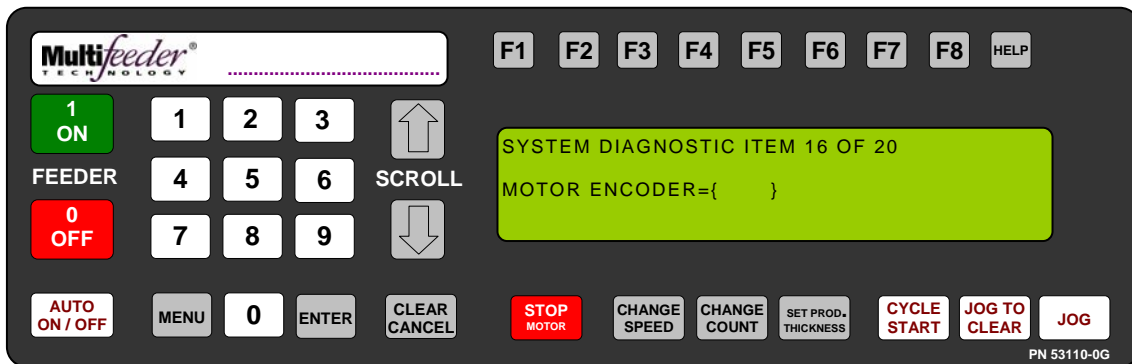 Multifeeder®
TECHNOLOGY
F1 F2 F3 F4 F5 F6 F7 F8 HELP
1
ON
FEEDER
0
OFF
AUTO
ON / OFF
1 2 3
4 5 6
7 8 9
MENU 0 ENTER
SCROLL
CLEAR
CANCEL
SYSTEM DIAGNOSTIC ITEM 16 OF 20
MOTOR ENCODER={ }
STOP
MOTOR
CHANGE
SPEED
CHANGE
COUNT
SET PROD.
THICKNESS
CYCLE
START
JOG TO
CLEAR
JOG
PN 53110-0G